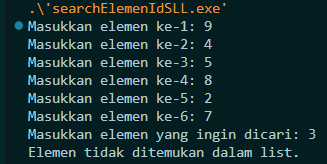 .\'searchElemenIdSLL.exe'
Masukkan elemen ke-1: 9
Masukkan elemen ke-2: 4
Masukkan elemen ke-3: 5
Masukkan elemen ke-4: 8
Masukkan elemen ke-5: 2
Masukkan elemen ke-6: 7
Masukkan elemen yang ingin dicari: 3
Elemen tidak ditemukan dalam list.